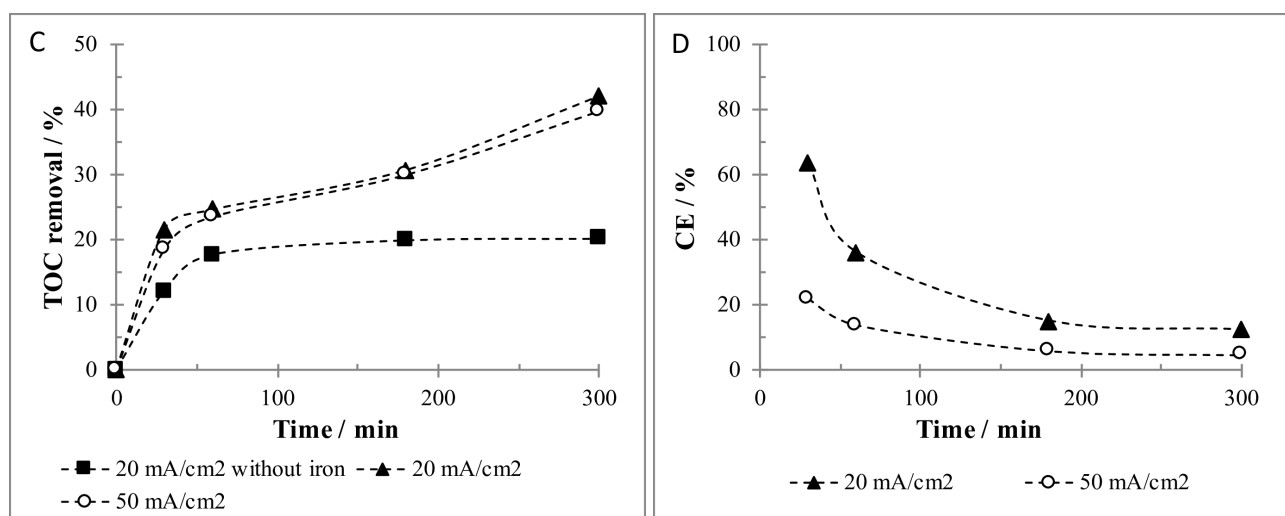 C
TOC removal / %
50
40
30
20
10
0
0 100 200 300
Time / min
20 mA/cm2 without iron 20 mA/cm2
50 mA/cm2
D
CE / %
100
80
60
40
20
0
0 100 200 300
Time / min
20 mA/cm2 50 mA/cm2